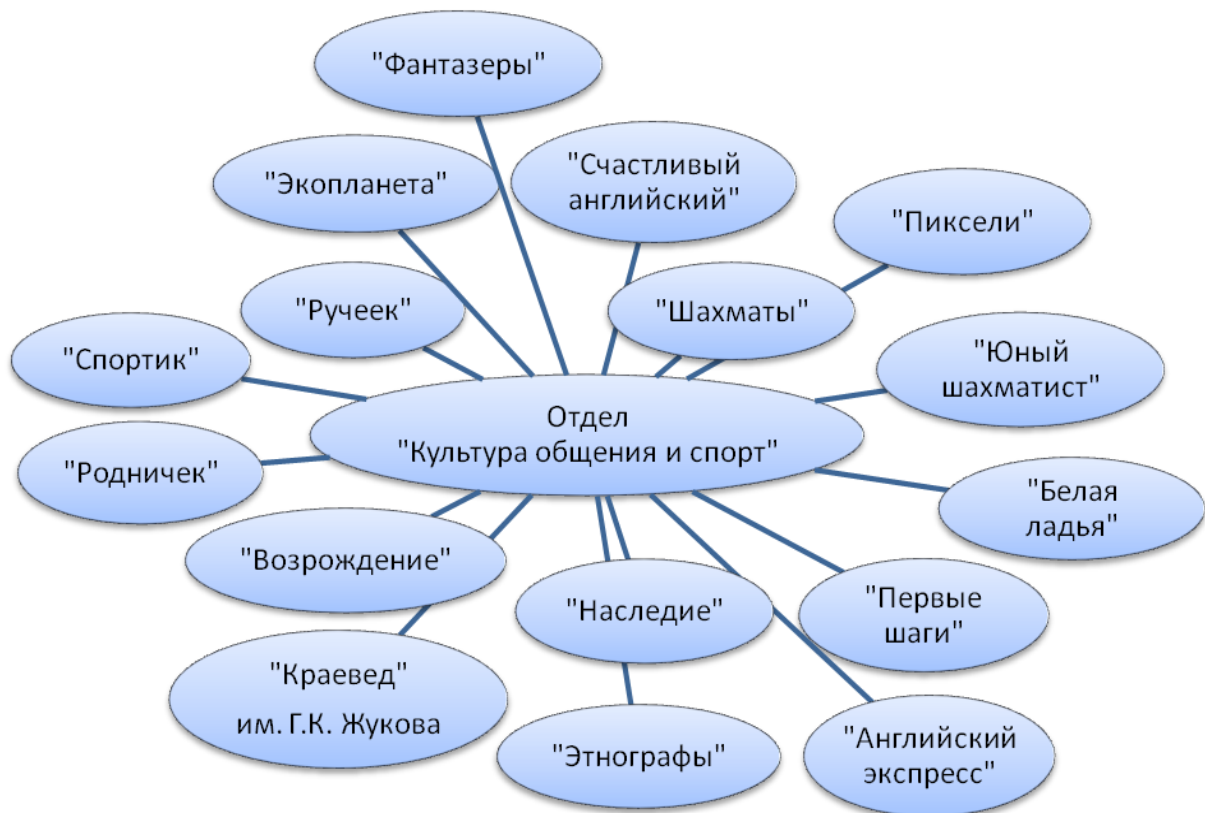 "Фантазеры"
"Экопланета"
"Счастливый
английский"
"Пиксели"
"Ручеек"
"Шахматы"
"Спортик"
"Юный
шахматист"
Отдел
"Культура общения и спорт"
"Родничек"
"Белая
ладья"
"Возрождение"
"Наследие"
"Первые
шаги"
"Краевед"
им. Г.К. Жукова
"Этнографы"
"Английский
экспресс"